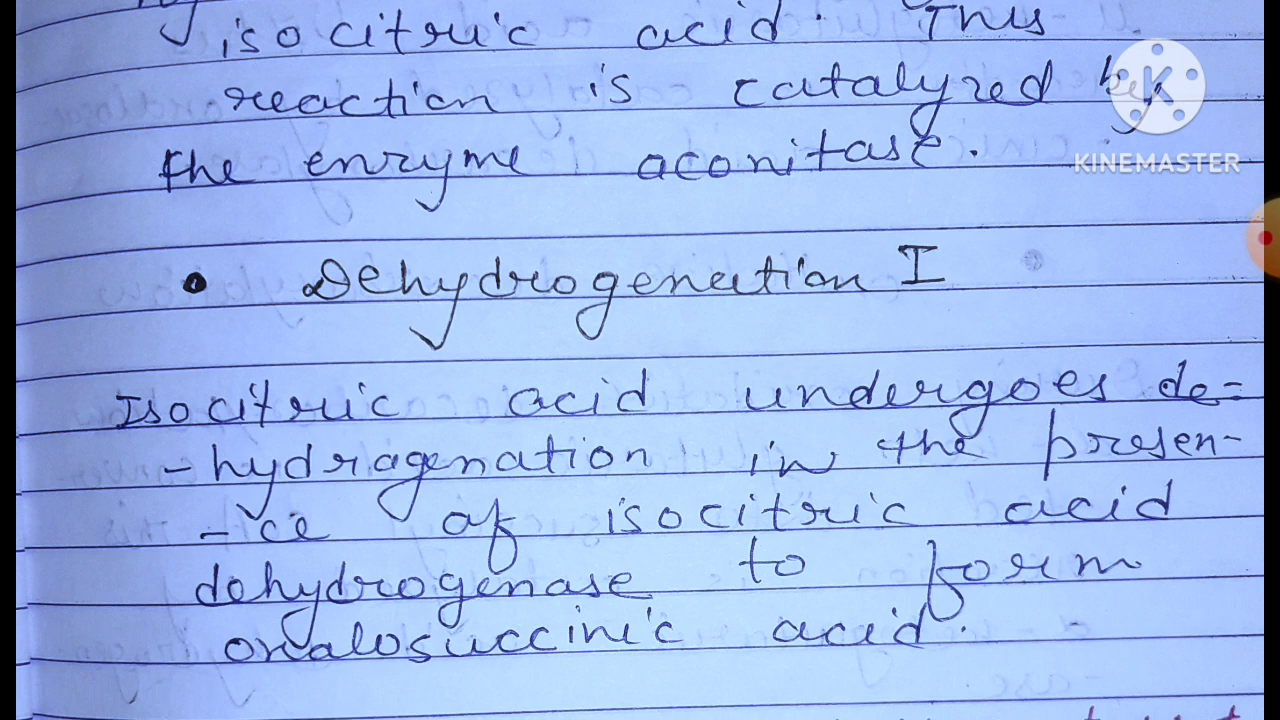 isocitric acid. This
reaction is catalyzed by
the enzyme aconitase.
• Dehydrogenation I
Isocitric acid undergoes de=
-hydragenation in the presen-
-ce of isocitric acid
dehydrogenase to form
oxalosuccinic acid.
KINEMASTER